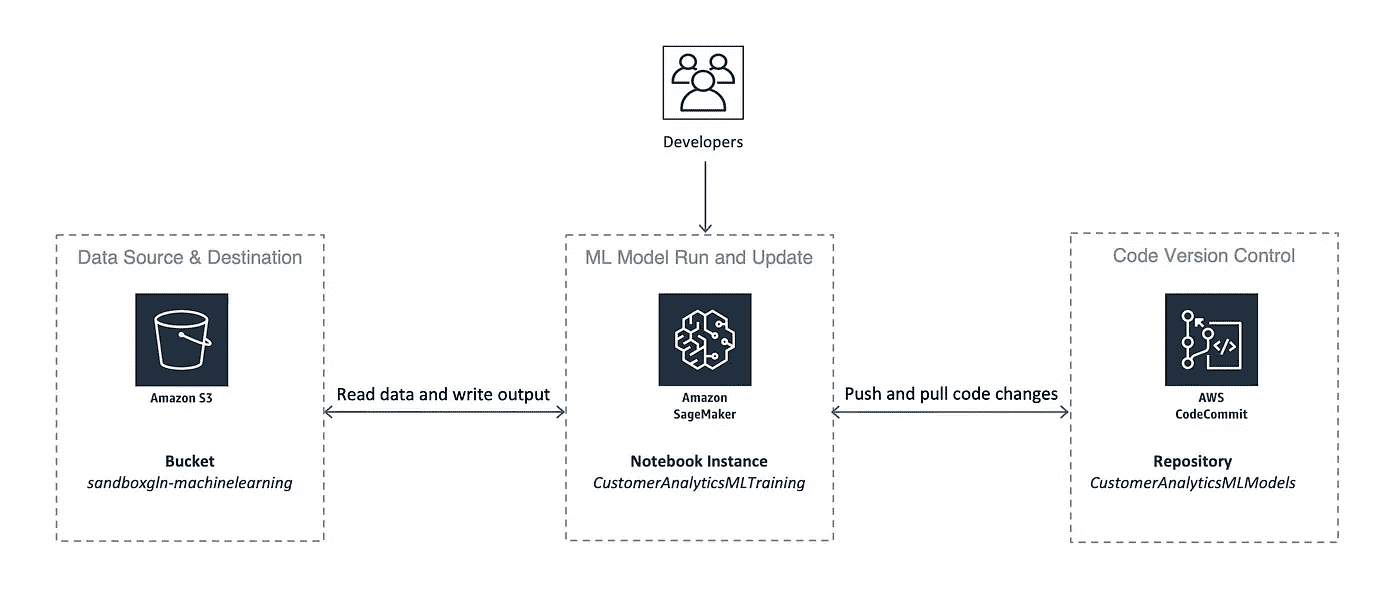 Developers
Data Source & Destination
Amazon S3
Bucket
sandboxgln-machinelearning
Read data and write output
ML Model Run and Update
Amazon
SageMaker
Notebook Instance
CustomerAnalyticsMLTraining
Push and pull code changes
Code Version Control
</>
AWS
CodeCommit
Repository
CustomerAnalyticsMLModels